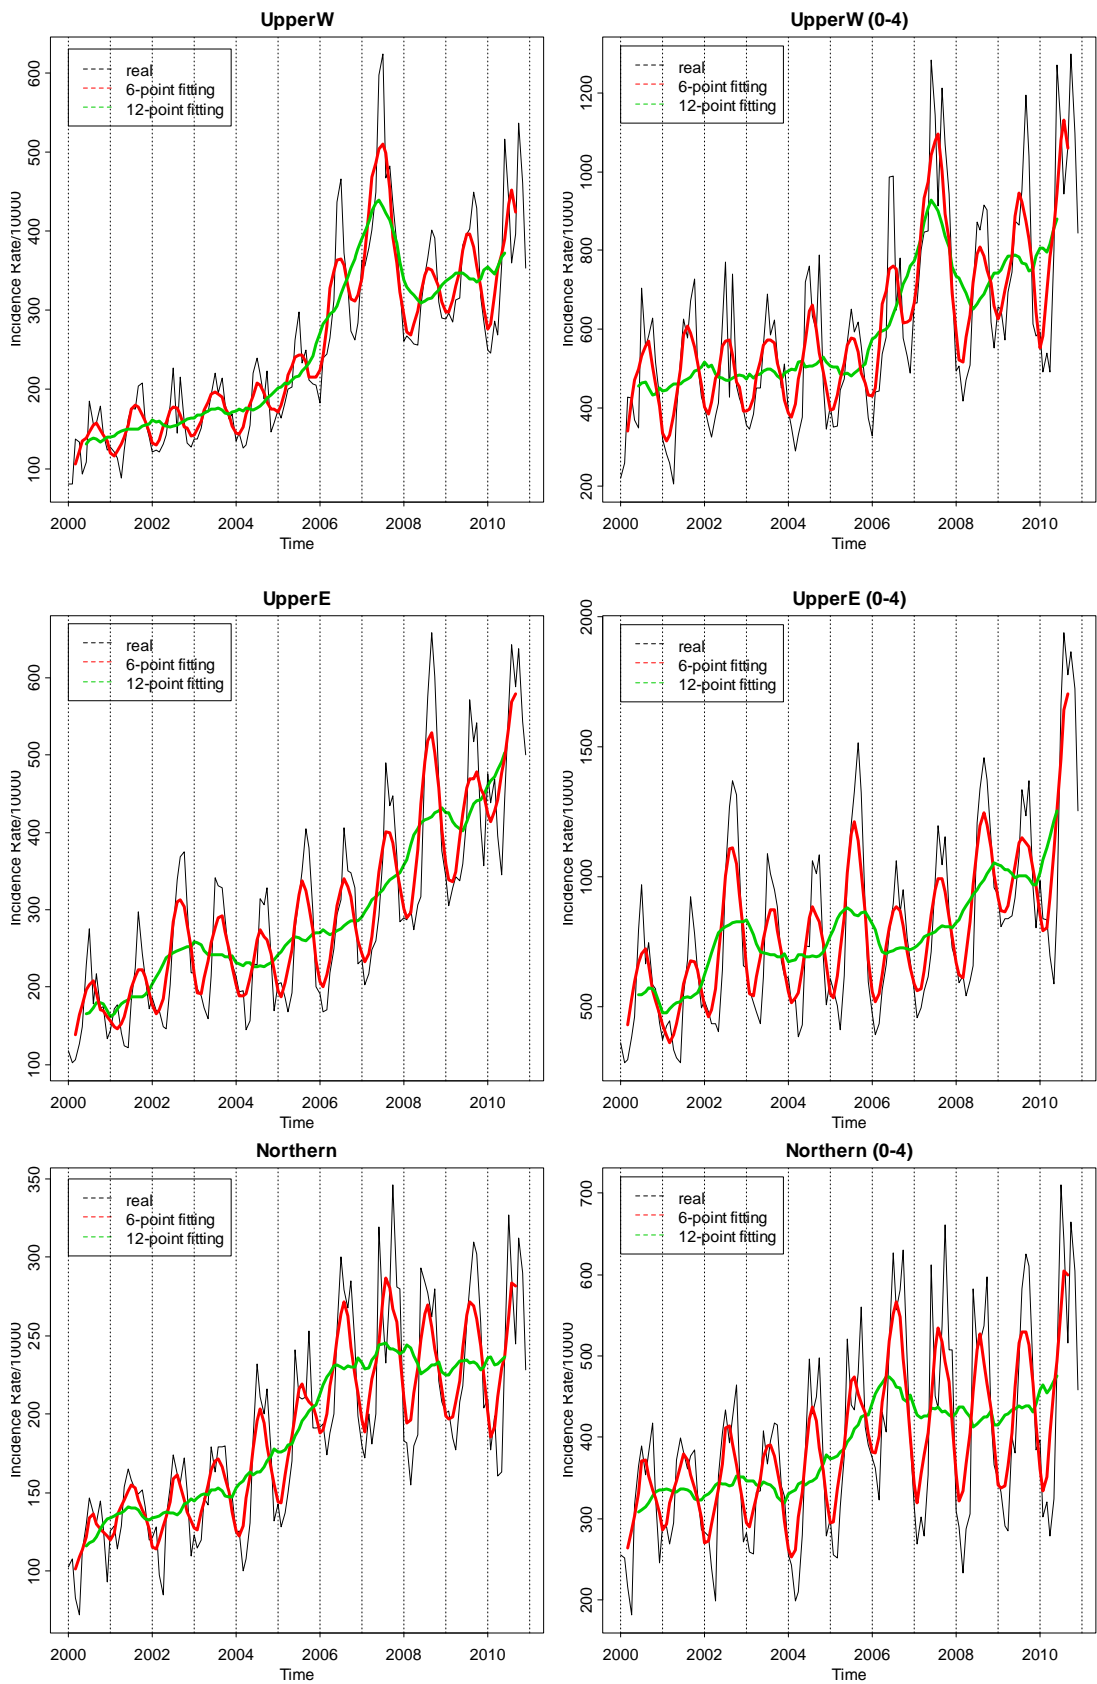 UpperW
real
6-point fitting
12-point fitting
Incidence Rate/10000
100 200 300 400 500 600
2000 2002 2004 2006 2008 2010
Time
UpperW (0-4)
real
6-point fitting
12-point fitting
Incidence Rate/10000
200 400 600 800 1000 1200
2000 2002 2004 2006 2008 2010
Time
UpperE
real
6-point fitting
12-point fitting
Incidence Rate/10000
100 200 300 400 500 600
2000 2002 2004 2006 2008 2010
Time
UpperE (0-4)
real
6-point fitting
12-point fitting
Incidence Rate/10000
500 1000 1500 2000
2000 2002 2004 2006 2008 2010
Time
Northern
real
6-point fitting
12-point fitting
Incidence Rate/10000
100 150 200 250 300 350
2000 2002 2004 2006 2008 2010
Time
Northern (0-4)
real
6-point fitting
12-point fitting
Incidence Rate/10000
200 300 400 500 600 700
2000 2002 2004 2006 2008 2010
Time